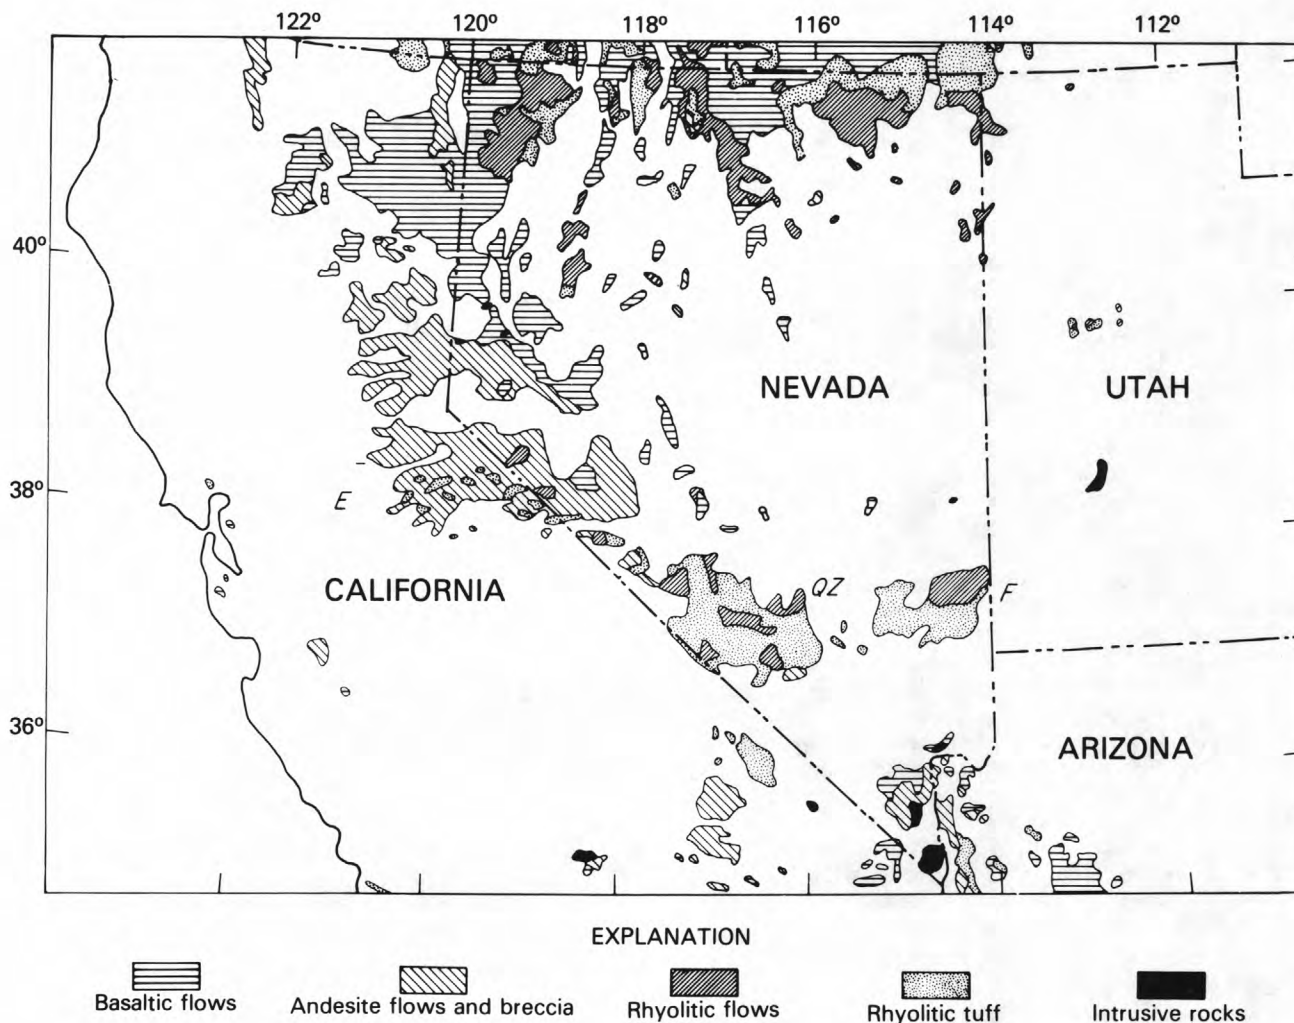 122º 120º 118º 116º 114º 112º
40º
NEVADA UTAH
38º
E
CALIFORNIA
QZ F
36º
ARIZONA
EXPLANATION
Basaltic flows Andesite flows and breccia Rhyolitic flows Rhyolitic tuff Intrusive rocks